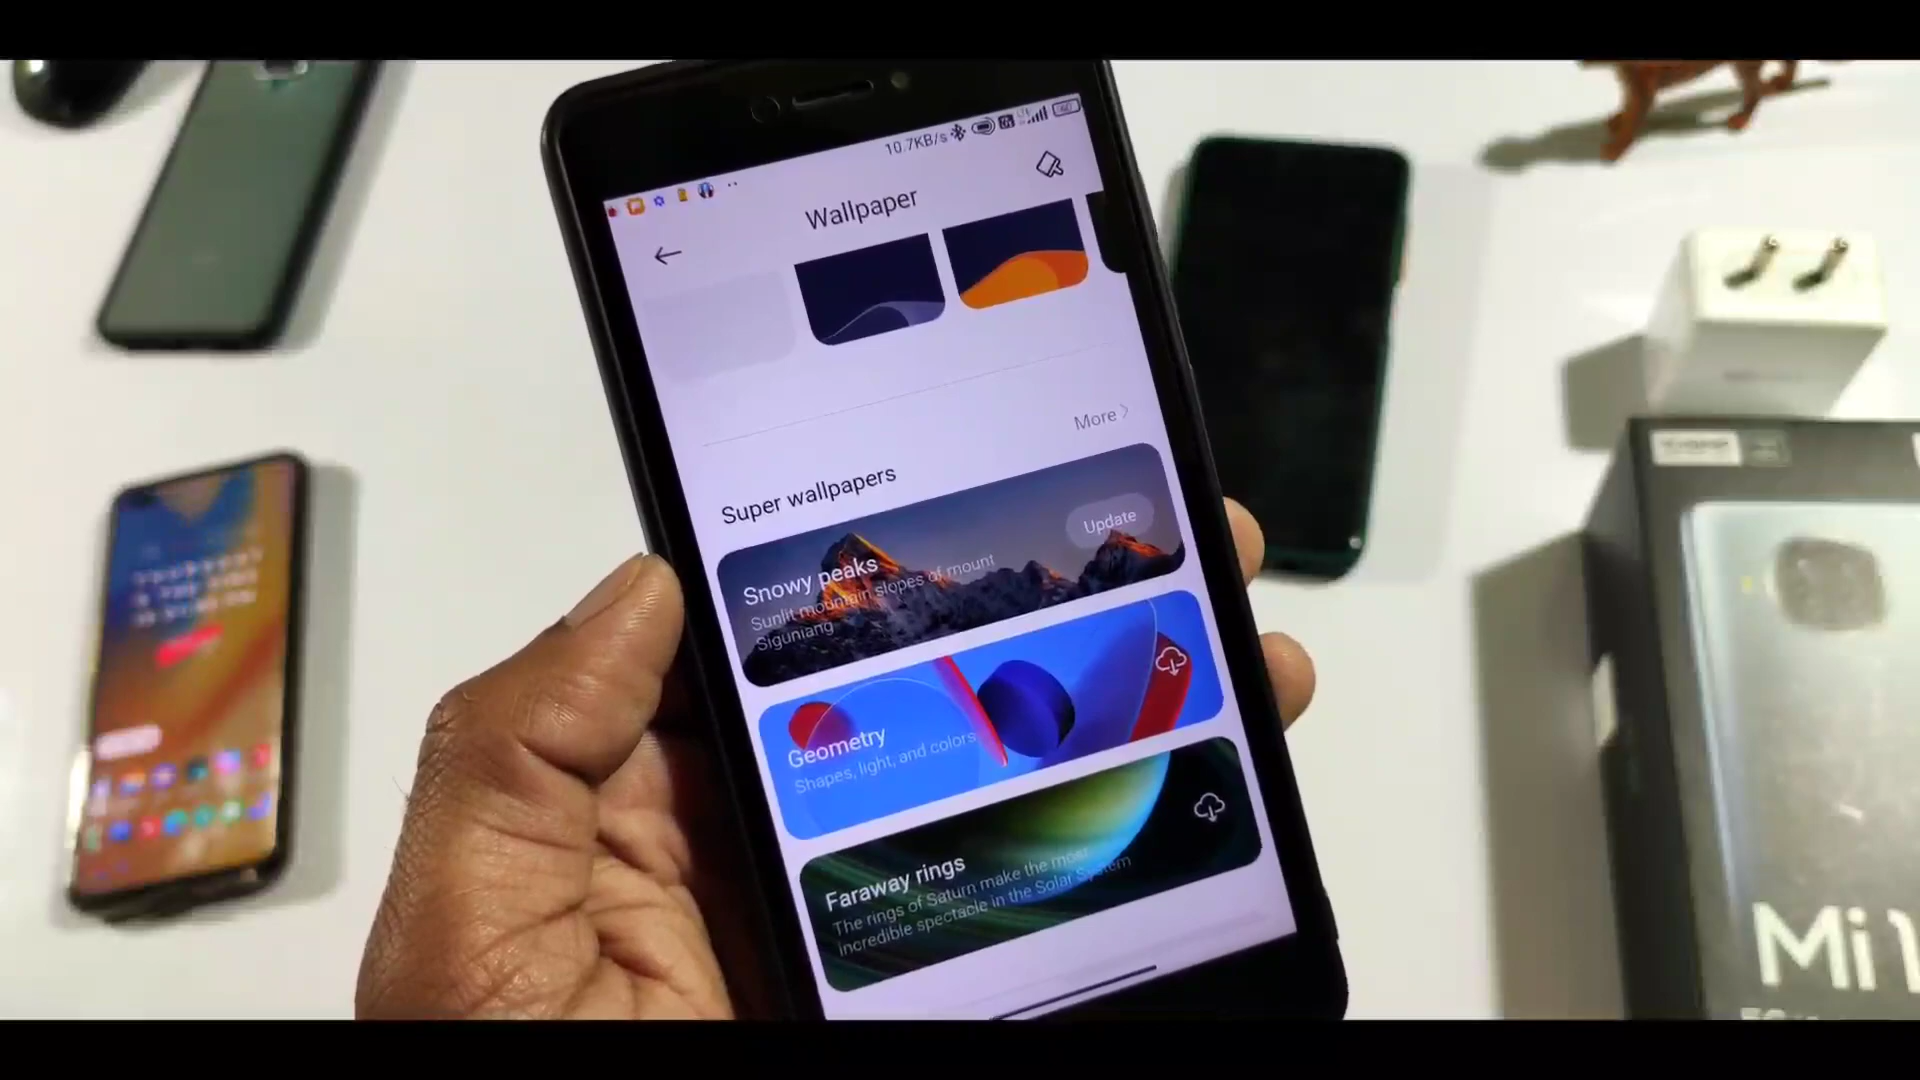 10.7KB/s
Wallpaper
More
Super wallpapers
Update
Snowy peaks
Sunlit mountain slopes of mount
Siguniang
Geometry
Shapes, light, and colors
Faraway rings
The rings of Saturn make the most
incredible spectacle in the Solar System
Mi 1